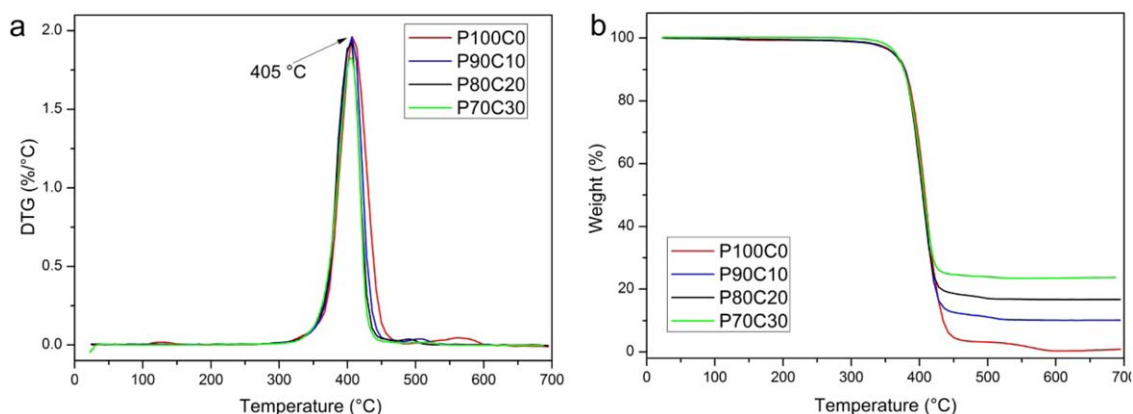 a
2.0
1.5
1.0
0.5
0.0
DTG (%/°C)
405 °C
P100C0
P90C10
P80C20
P70C30
0 100 200 300 400 500 600 700
Temperature (°C)
b
100
80
60
40
20
0
Weight (%)
P100C0
P90C10
P80C20
P70C30
0 100 200 300 400 500 600 700
Temperature (°C)